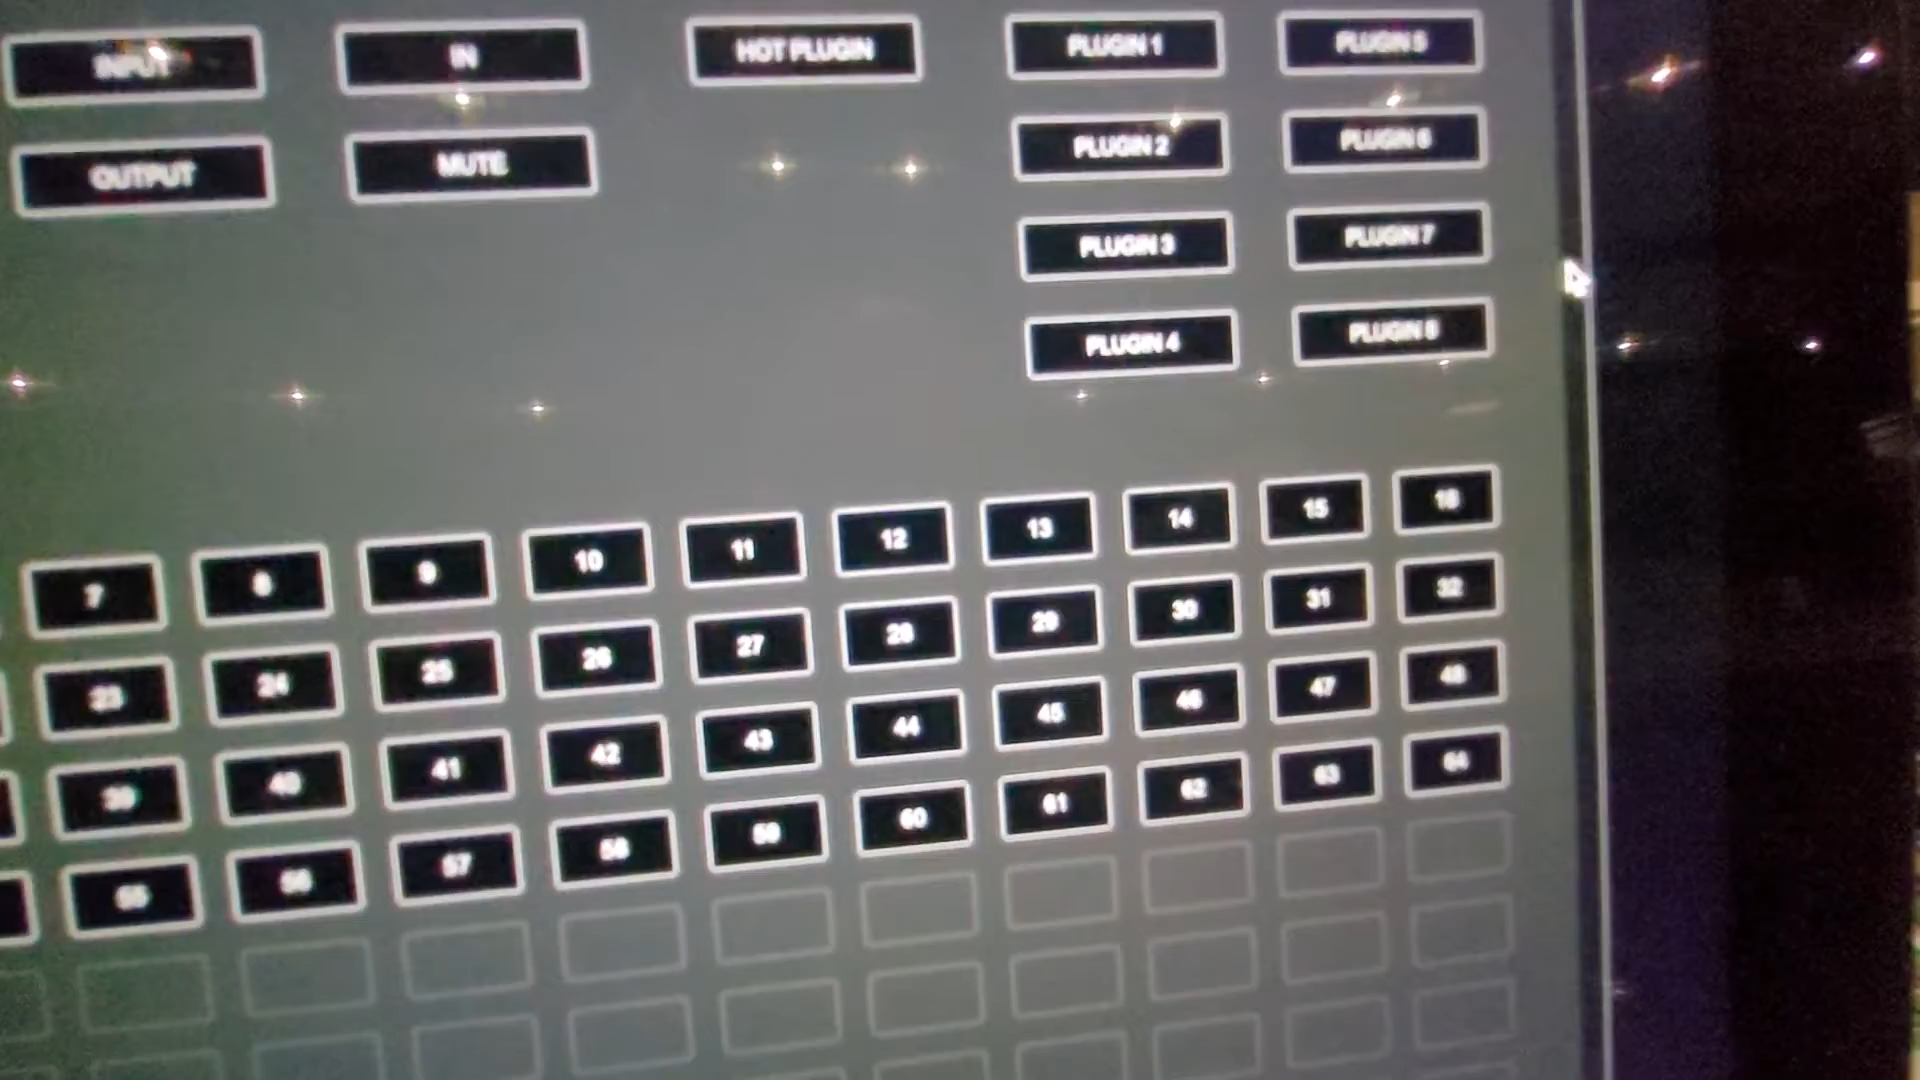 INPUT IN HOT PLUGIN PLUGIN 1 PLUGIN 5
OUTPUT MUTE PLUGIN 2 PLUGIN 6
PLUGIN 3 PLUGIN 7
PLUGIN 4 PLUGIN 8
7 8 9 10 11 12 13 14 15 16
23 24 25 26 27 28 29 30 31 32
39 40 41 42 43 44 45 46 47 48
55 56 57 58 59 60 61 62 63 64